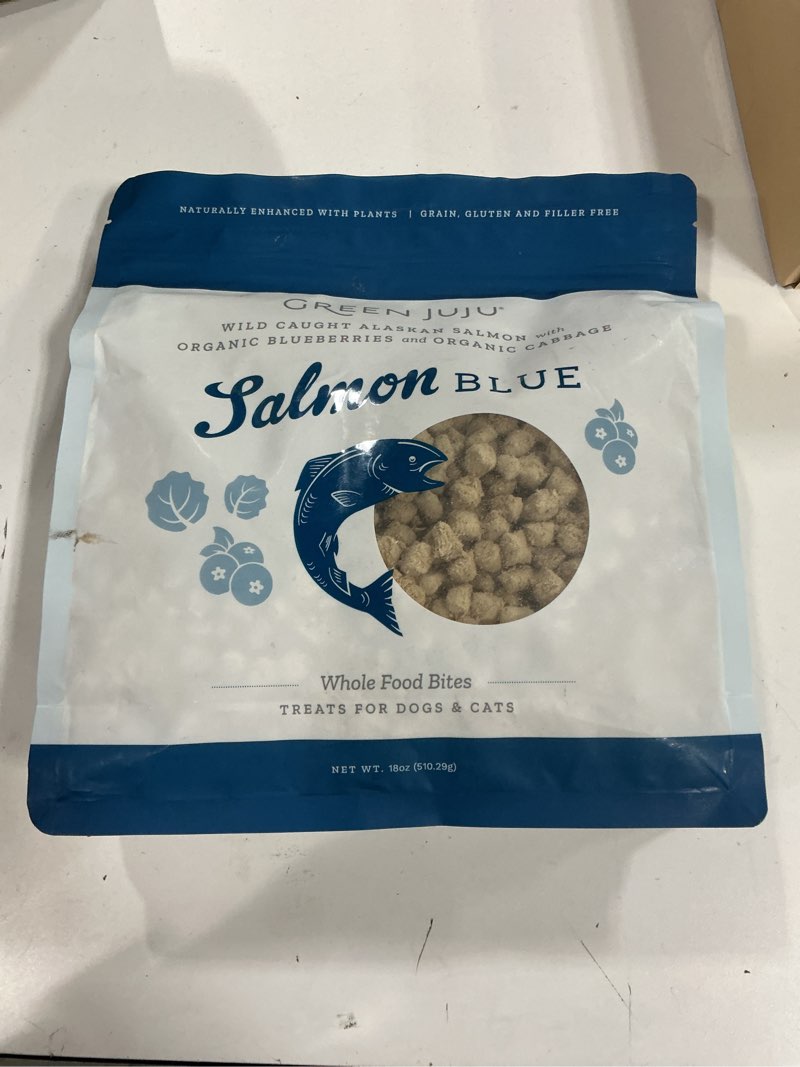 NATURALLY ENHANCED WITH PLANTS | GRAIN, GLUTEN AND FILLER FREE
GREEN JUJU
WILD CAUGHT ALASKAN SALMON with
ORGANIC BLUEBERRIES and ORGANIC CABBAGE
Salmon BLUE
Whole Food Bites
TREATS FOR DOGS & CATS
NET WT. 18oz (510.29g)